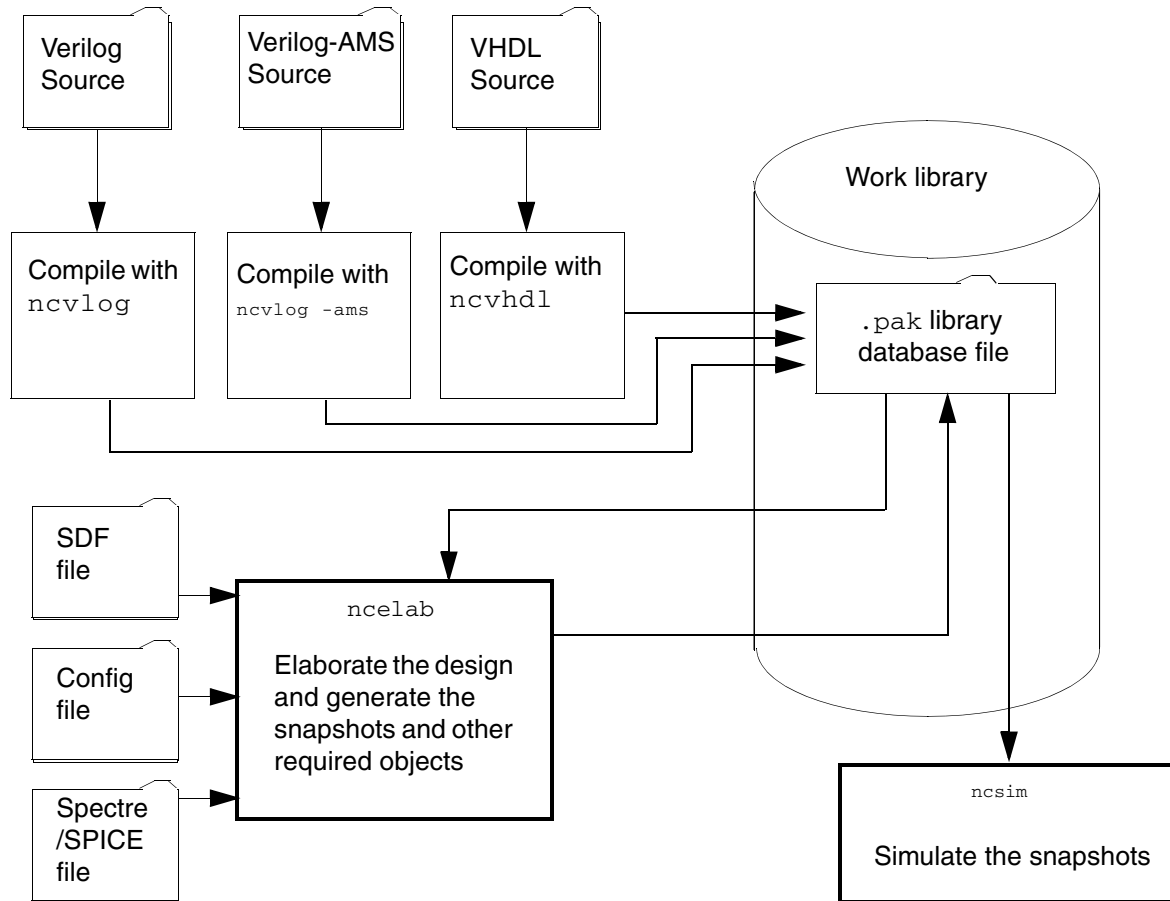 Verilog
Source
Verilog-AMS
Source
VHDL
Source
Work library
Compile with
ncvlog
Compile with
ncvlog -ams
Compile with
ncvhdl
.pak library
database file
SDF
file
Config
file
Spectre
/SPICE
file
ncelab
Elaborate the design
and generate the
snapshots and other
required objects
ncsim
Simulate the snapshots